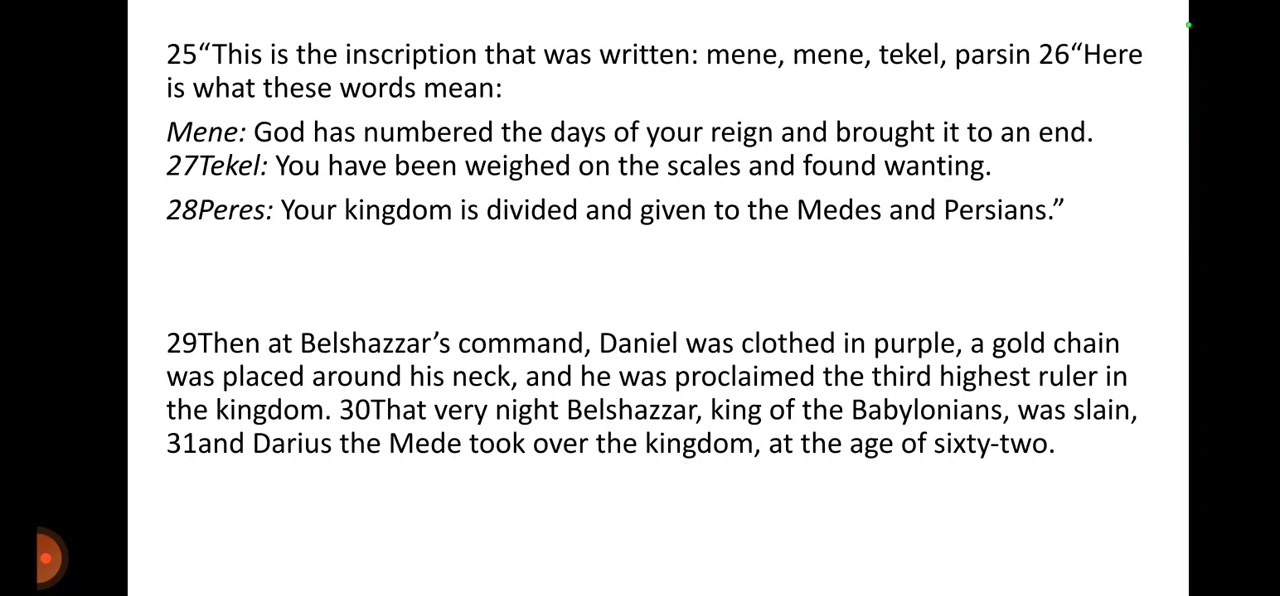 25“This is the inscription that was written: mene, mene, tekel, parsin 26“Here
is what these words mean:
Mene: God has numbered the days of your reign and brought it to an end.
27Tekel: You have been weighed on the scales and found wanting.
28Peres: Your kingdom is divided and given to the Medes and Persians.”
29Then at Belshazzar’s command, Daniel was clothed in purple, a gold chain
was placed around his neck, and he was proclaimed the third highest ruler in
the kingdom. 30That very night Belshazzar, king of the Babylonians, was slain,
31and Darius the Mede took over the kingdom, at the age of sixty-two.